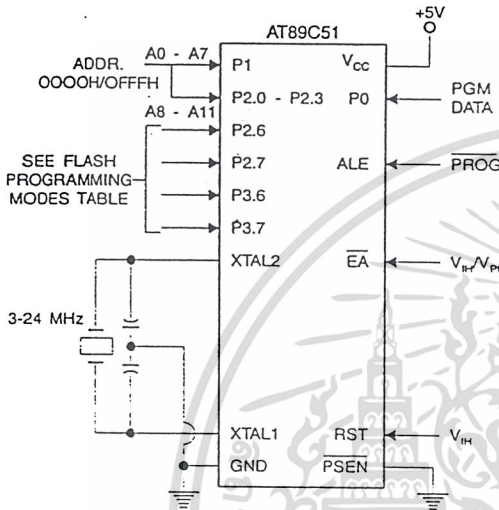 +5V
AT89C51
ADDR.
OOOOH/OFFFH
A0 - A7
P1
VCC
P2.0 - P2.3
P0
PGM
DATA
A8 - A11
P2.6
SEE FLASH
PROGRAMMING
MODES TABLE
P2.7
ALE
PROG
P3.6
P3.7
XTAL2
EA
VIH/VPP
3-24 MHz
XTAL1
RST
VIH
GND
PSEN